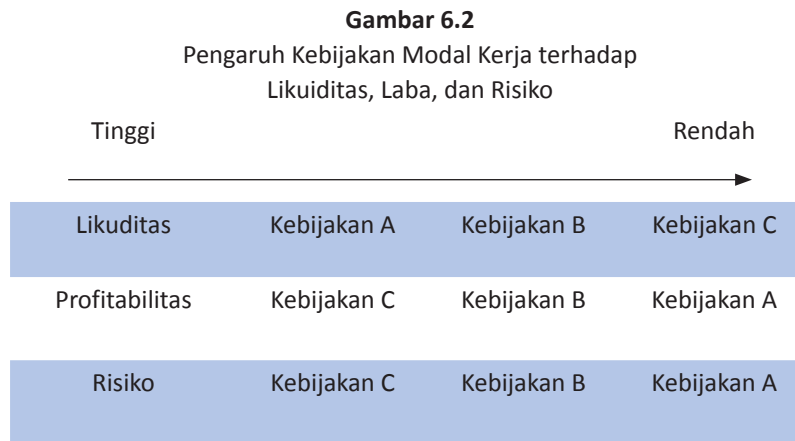 Gambar 6.2
Pengaruh Kebijakan Modal Kerja terhadap
Likuiditas, Laba, dan Risiko
Tinggi Rendah
Likuditas Kebijakan A Kebijakan B Kebijakan C
Profitabilitas Kebijakan C Kebijakan B Kebijakan A
Risiko Kebijakan C Kebijakan B Kebijakan A